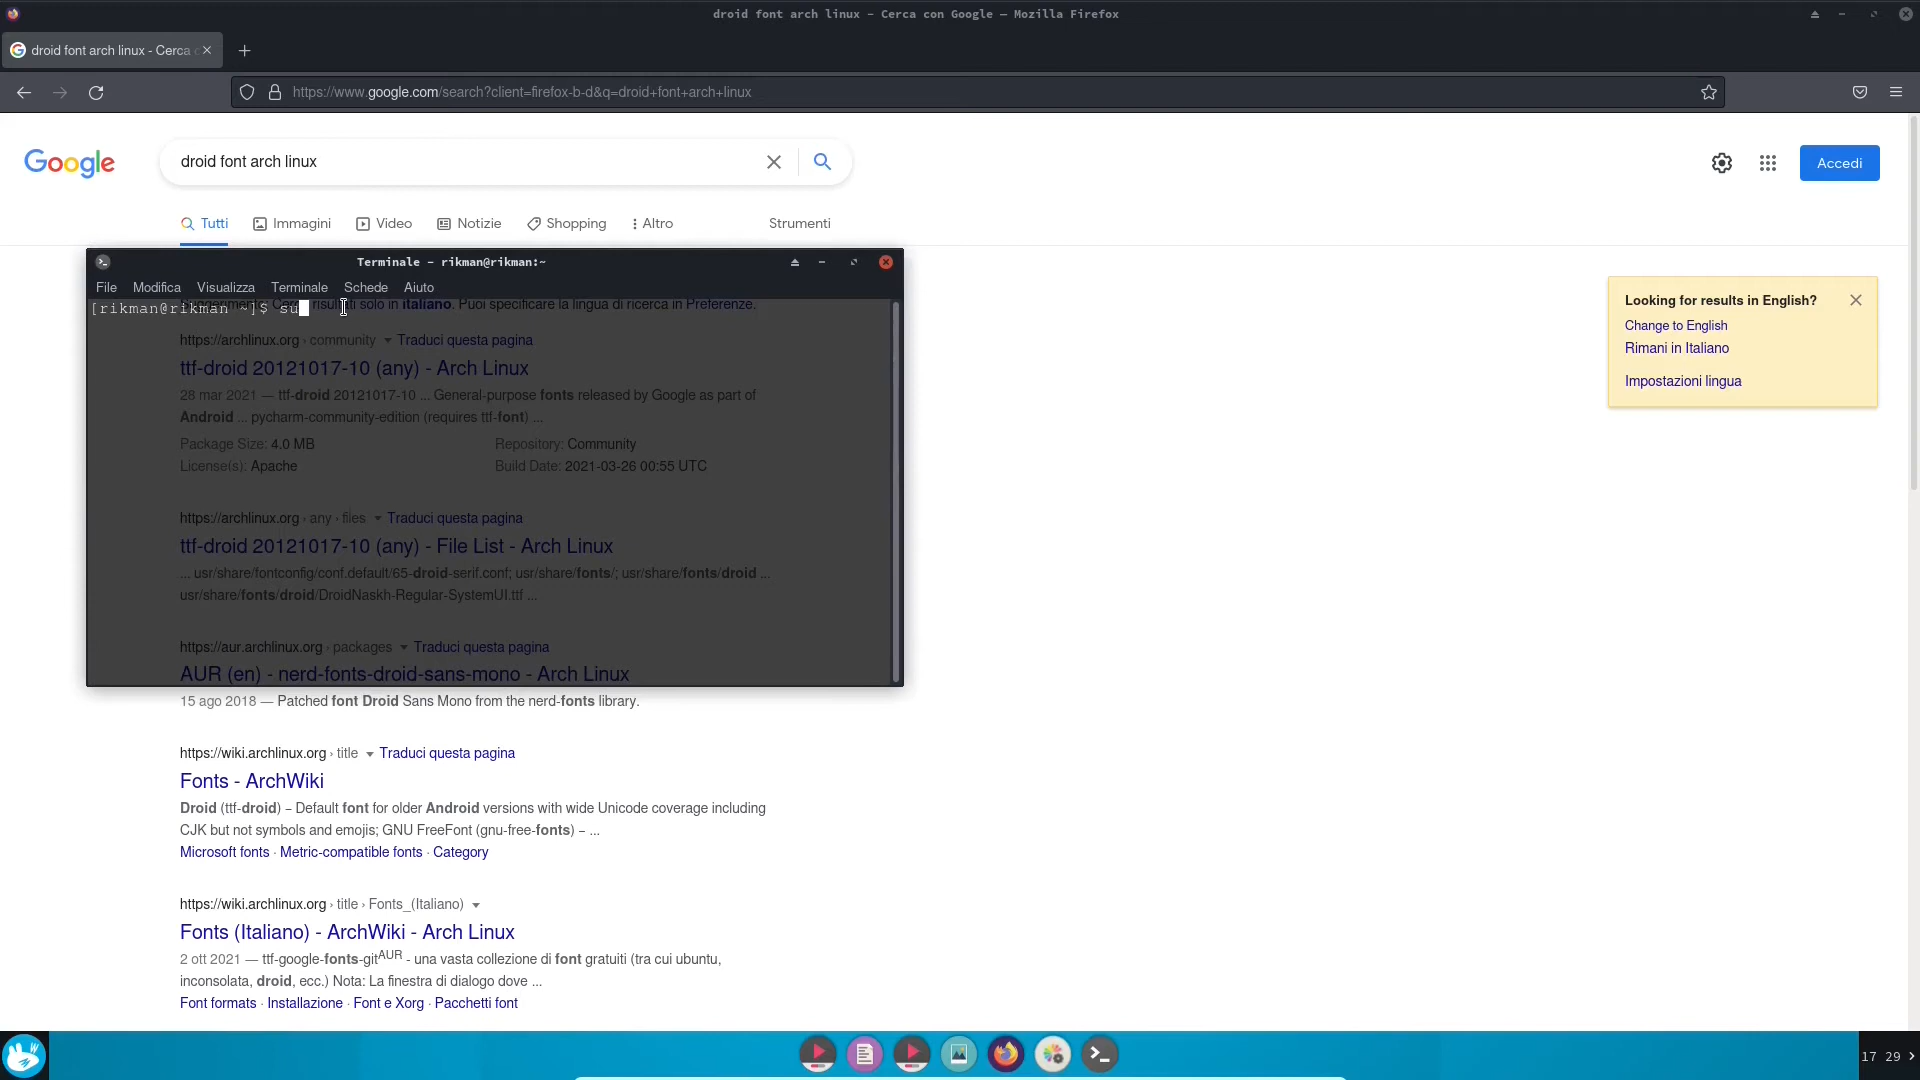 droid font arch linux - Cerca con Google — Mozilla Firefox
droid font arch linux - Cerca
https://www.google.com/search?client=firefox-b-d&q=droid+font+arch+linux
Google
droid font arch linux
Accedi
Tutti Immagini Video Notizie Shopping Altro Strumenti
Terminale - rikman@rikman:~
File Modifica Visualizza Terminale Schede Aiuto
[rikman@rikman ~]$ su
risultati solo in italiano. Puoi specificare la lingua di ricerca in Preferenze.
https://archlinux.org › community Traduci questa pagina
ttf-droid 20121017-10 (any) - Arch Linux
28 mar 2021 — ttf-droid 20121017-10 ... General-purpose fonts released by Google as part of
Android ... pycharm-community-edition (requires ttf-font) ...
Package Size: 4.0 MB Repository: Community
License(s): Apache Build Date: 2021-03-26 00:55 UTC
https://archlinux.org › any › files Traduci questa pagina
ttf-droid 20121017-10 (any) - File List - Arch Linux
... usr/share/fontconfig/conf.default/65-droid-serif.conf; usr/share/fonts/; usr/share/fonts/droid ...
usr/share/fonts/droid/DroidNaskh-Regular-SystemUI.ttf ...
https://aur.archlinux.org › packages Traduci questa pagina
AUR (en) - nerd-fonts-droid-sans-mono - Arch Linux
15 ago 2018 — Patched font Droid Sans Mono from the nerd-fonts library.
https://wiki.archlinux.org › title Traduci questa pagina
Fonts - ArchWiki
Droid (ttf-droid) – Default font for older Android versions with wide Unicode coverage including
CJK but not symbols and emojis; GNU FreeFont (gnu-free-fonts) – ...
Microsoft fonts · Metric-compatible fonts · Category
https://wiki.archlinux.org › title › Fonts_(Italiano)
Fonts (Italiano) - ArchWiki - Arch Linux
2 ott 2021 — ttf-google-fonts-gitAUR - una vasta collezione di font gratuiti (tra cui ubuntu,
inconsolata, droid, ecc.) Nota: La finestra di dialogo dove ...
Font formats · Installazione · Font e Xorg · Pacchetti font
Looking for results in English?
Change to English
Rimani in Italiano
Impostazioni lingua
17 29